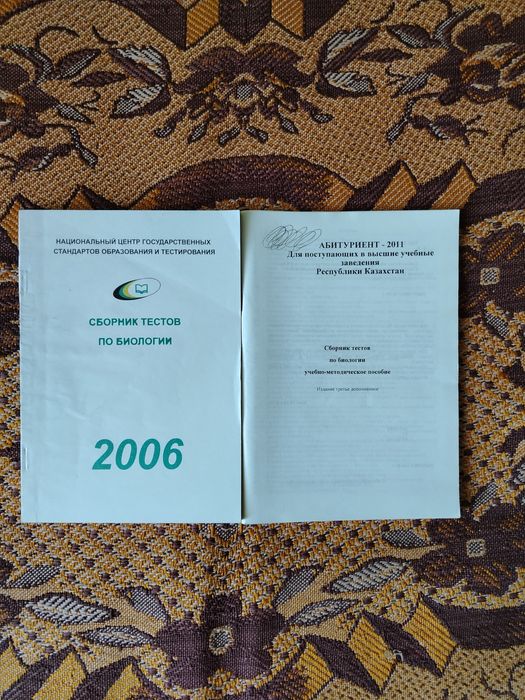 НАЦИОНАЛЬНЫЙ ЦЕНТР ГОСУДАРСТВЕННЫХ
СТАНДАРТОВ ОБРАЗОВАНИЯ И ТЕСТИРОВАНИЯ
СБОРНИК ТЕСТОВ
ПО БИОЛОГИИ
2006
АБИТУРИЕНТ - 2011
Для поступающих в высшие учебные
заведения
Республики Казахстан
Сборник тестов
по биологии
учебно-методическое пособие
Издание третье дополненное